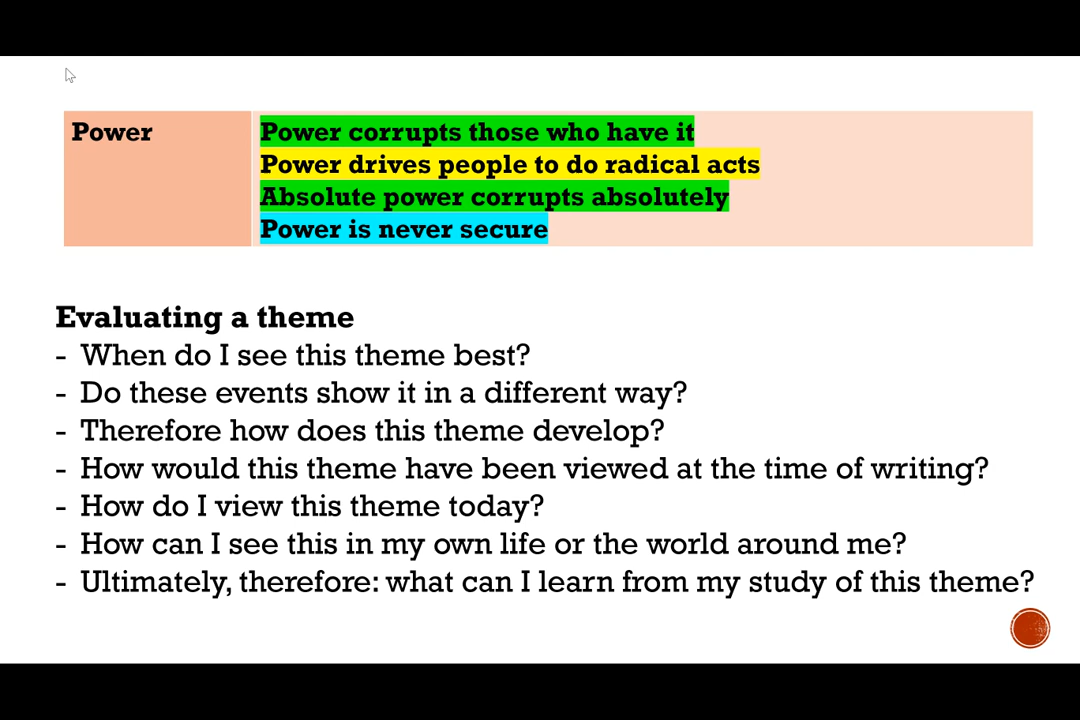 Power
Power corrupts those who have it
Power drives people to do radical acts
Absolute power corrupts absolutely
Power is never secure
Evaluating a theme
- When do I see this theme best?
- Do these events show it in a different way?
- Therefore how does this theme develop?
- How would this theme have been viewed at the time of writing?
- How do I view this theme today?
- How can I see this in my own life or the world around me?
- Ultimately, therefore: what can I learn from my study of this theme?